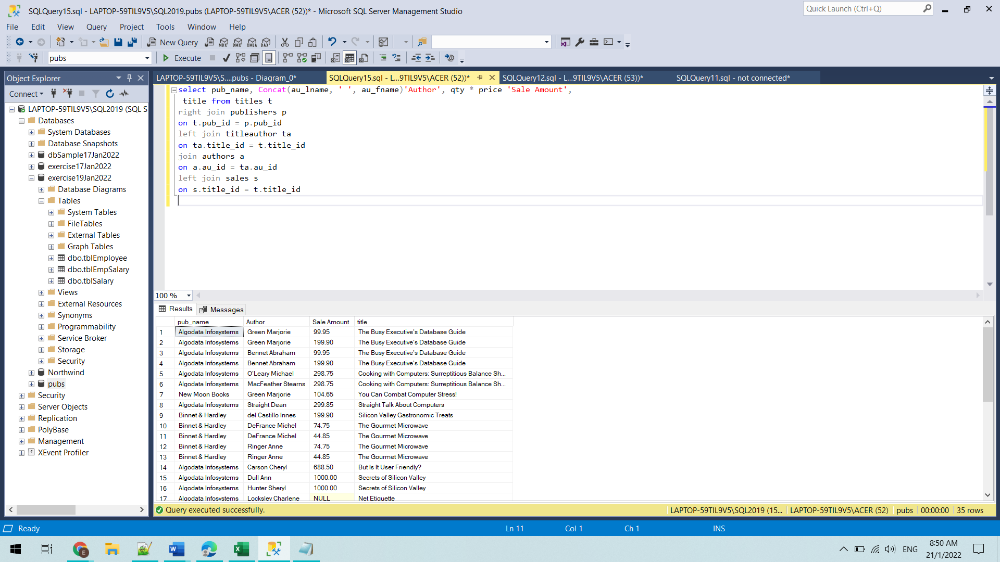 SQLQuery15.sql - LAPTOP-59TIL9V5\SQL2019.pubs (LAPTOP-59TIL9V5\ACER (52))* - Microsoft SQL Server Management Studio
Quick Launch (Ctrl+Q)
File Edit View Query Project Tools Window Help
New Query MDX DMX XMLA DAX
pubs Execute
Object Explorer
LAPTOP-59TIL9V5\S....pubs - Diagram_0* SQLQuery15.sql - L...9TIL9V5\ACER (52))* SQLQuery12.sql - L...9TIL9V5\ACER (53))* SQLQuery11.sql - not connected*
Connect
LAPTOP-59TIL9V5\SQL2019 (SQL S
Databases
System Databases
Database Snapshots
dbSample17Jan2022
exercise17Jan2022
exercise19Jan2022
Database Diagrams
Tables
System Tables
FileTables
External Tables
Graph Tables
dbo.tblEmployee
dbo.tblEmpSalary
dbo.tblSalary
Views
External Resources
Synonyms
Programmability
Service Broker
Storage
Security
Northwind
pubs
Security
Server Objects
Replication
PolyBase
Management
XEvent Profiler
select pub_name, Concat(au_lname, ' ', au_fname)'Author', qty * price 'Sale Amount',
title from titles t
right join publishers p
on t.pub_id = p.pub_id
left join titleauthor ta
on ta.title_id = t.title_id
join authors a
on a.au_id = ta.au_id
left join sales s
on s.title_id = t.title_id
100 %
Results Messages
pub_name Author Sale Amount title
1 Algodata Infosystems Green Marjorie 99.95 The Busy Executive's Database Guide
2 Algodata Infosystems Green Marjorie 199.90 The Busy Executive's Database Guide
3 Algodata Infosystems Bennet Abraham 99.95 The Busy Executive's Database Guide
4 Algodata Infosystems Bennet Abraham 199.90 The Busy Executive's Database Guide
5 Algodata Infosystems O'Leary Michael 298.75 Cooking with Computers: Surreptitious Balance Sh...
6 Algodata Infosystems MacFeather Stearns 298.75 Cooking with Computers: Surreptitious Balance Sh...
7 New Moon Books Green Marjorie 104.65 You Can Combat Computer Stress!
8 Algodata Infosystems Straight Dean 299.85 Straight Talk About Computers
9 Binnet & Hardley del Castillo Innes 199.90 Silicon Valley Gastronomic Treats
10 Binnet & Hardley DeFrance Michel 74.75 The Gourmet Microwave
11 Binnet & Hardley DeFrance Michel 44.85 The Gourmet Microwave
12 Binnet & Hardley Ringer Anne 74.75 The Gourmet Microwave
13 Binnet & Hardley Ringer Anne 44.85 The Gourmet Microwave
14 Algodata Infosystems Carson Cheryl 688.50 But Is It User Friendly?
15 Algodata Infosystems Dull Ann 1000.00 Secrets of Silicon Valley
16 Algodata Infosystems Hunter Sheryl 1000.00 Secrets of Silicon Valley
17 Algodata Infosystems Locksley Charlene NULL Net Etiquette
Query executed successfully. LAPTOP-59TIL9V5\SQL2019 (15... LAPTOP-59TIL9V5\ACER (52) pubs 00:00:00 35 rows
Ready Ln 11 Col 1 Ch 1 INS
ENG
8:50 AM
21/1/2022